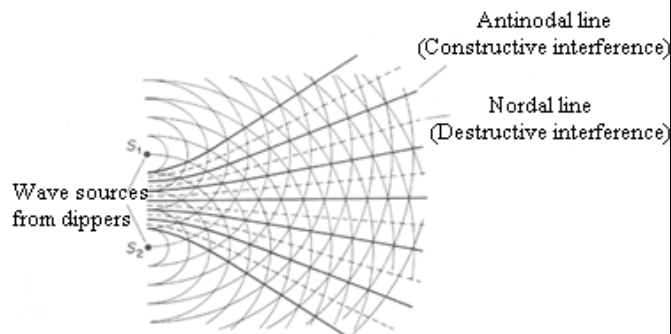 Antinodal line
(Constructive interference)
Nordal line
(Destructive interference)
S₁
Wave sources
from dippers
S₂